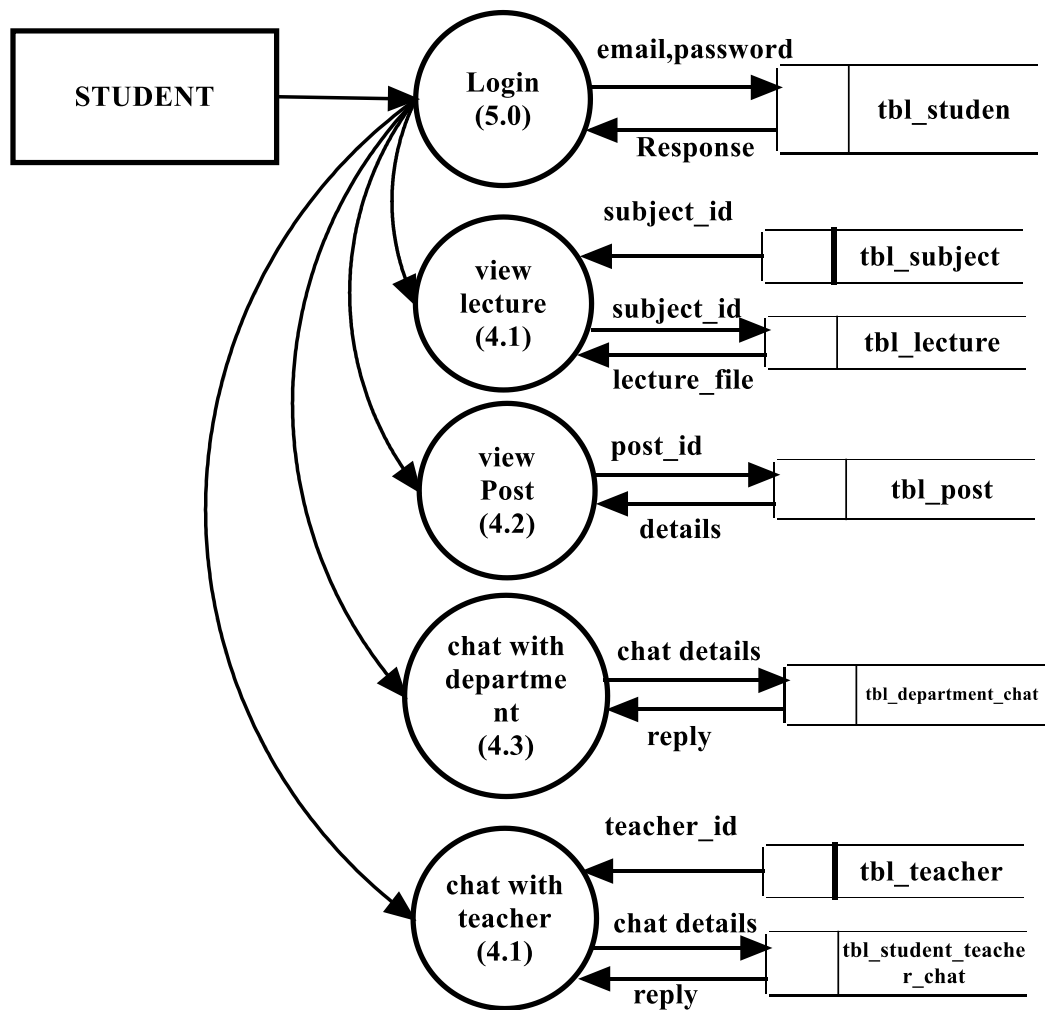 STUDENT
Login
(5.0)
email,password
Response
tbl_studen
view
lecture
(4.1)
subject_id
tbl_subject
subject_id
lecture_file
tbl_lecture
view
Post
(4.2)
post_id
details
tbl_post
chat with
departme
nt
(4.3)
chat details
reply
tbl_department_chat
chat with
teacher
(4.1)
teacher_id
tbl_teacher
chat details
reply
tbl_student_teache
r_chat